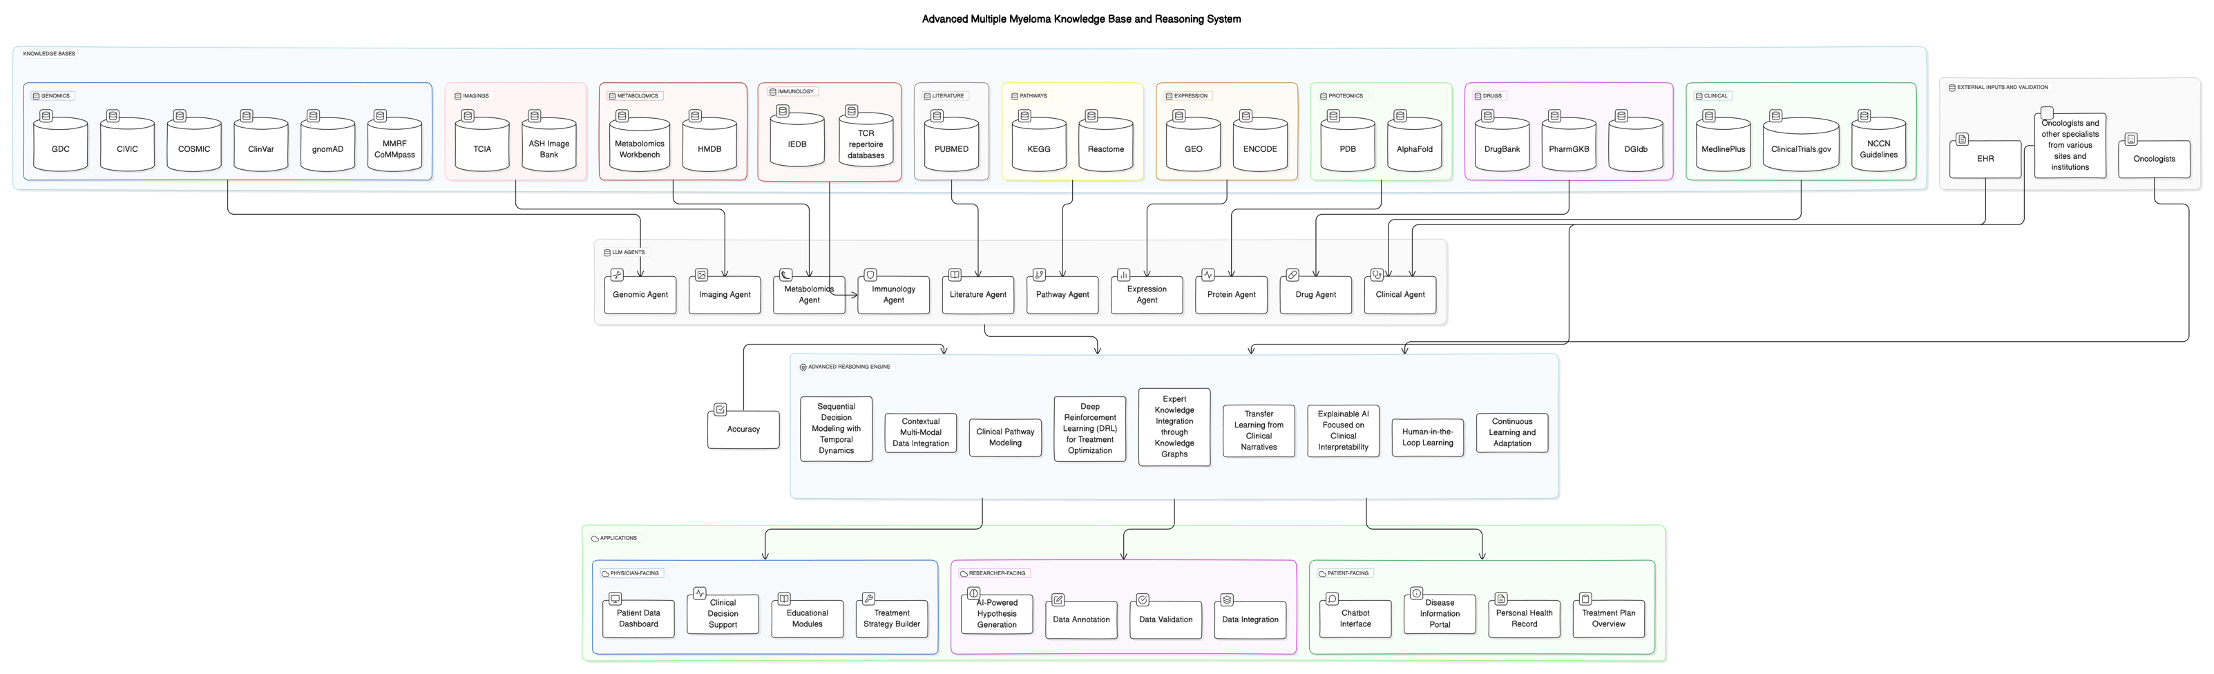 Advanced Multiple Myeloma Knowledge Base and Reasoning System
KNOWLEDGE BASES
GENOMICS
GDC
CIVIC
COSMIC
ClinVar
gnomAD
MMRF
CoMMpass
IMAGINGS
TCIA
ASH Image
Bank
METABOLOMICS
Metabolomics
Workbench
HMDB
IMMUNOLOGY
IEDB
TCR
repertoire
databases
LITERATURE
PUBMED
PATHWAYS
KEGG
Reactome
EXPRESSION
GEO
ENCODE
PROTEOMICS
PDB
AlphaFold
DRUGS
DrugBank
PharmGKB
DGIdb
CLINICAL
MedlinePlus
ClinicalTrials.gov
NCCN
Guidelines
EXTERNAL INPUTS AND VALIDATION
EHR
Oncologists and
other specialists
from various
sites and
institutions
Oncologists
LLM AGENTS
Genomic Agent
Imaging Agent
Metabolomics
Agent
Immunology
Agent
Literature Agent
Pathway Agent
Expression
Agent
Protein Agent
Drug Agent
Clinical Agent
Accuracy
ADVANCED REASONING ENGINE
Sequential
Decision
Modeling with
Temporal
Dynamics
Contextual
Multi-Modal
Data Integration
Clinical Pathway
Modeling
Deep
Reinforcement
Learning (DRL)
for Treatment
Optimization
Expert
Knowledge
Integration
through
Knowledge
Graphs
Transfer
Learning from
Clinical
Narratives
Explainable AI
Focused on
Clinical
Interpretability
Human-in-the-
Loop Learning
Continuous
Learning and
Adaptation
APPLICATIONS
PHYSICIAN-FACING
Patient Data
Dashboard
Clinical
Decision
Support
Educational
Modules
Treatment
Strategy Builder
RESEARCHER-FACING
AI-Powered
Hypothesis
Generation
Data Annotation
Data Validation
Data Integration
PATIENT-FACING
Chatbot
Interface
Disease
Information
Portal
Personal Health
Record
Treatment Plan
Overview